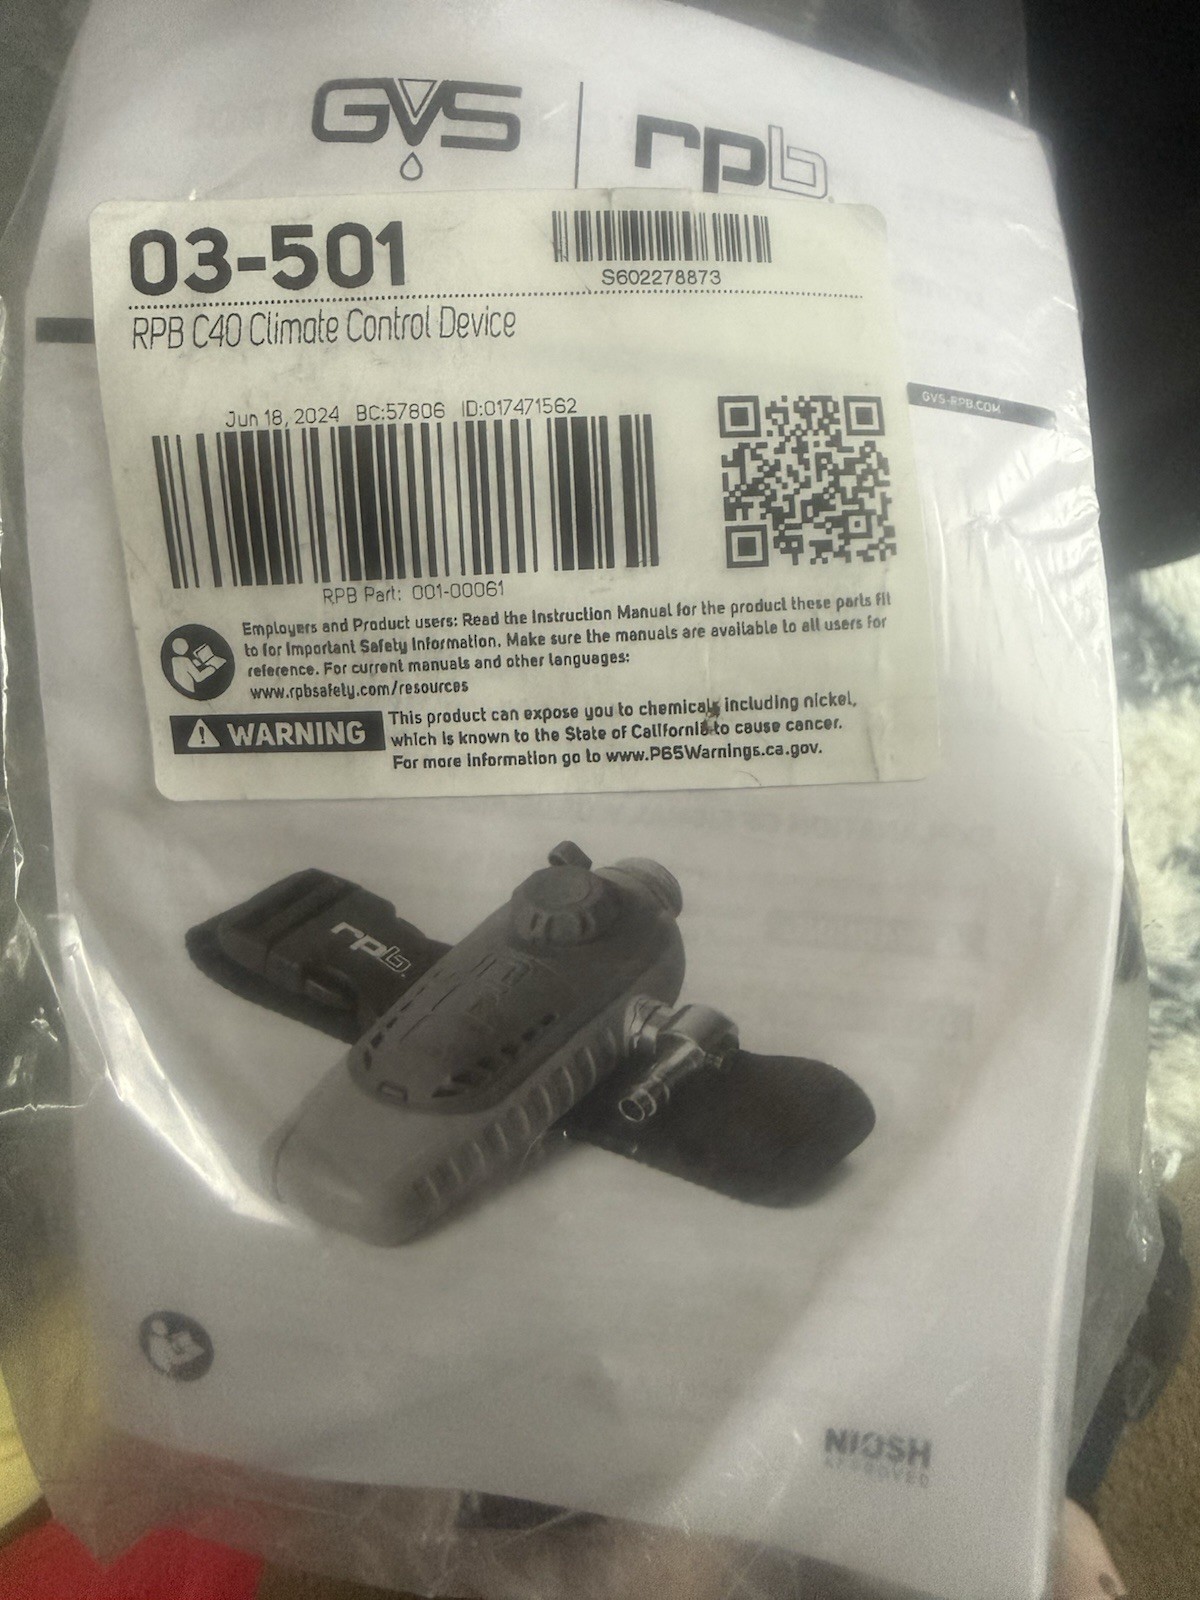 GVS rpb
03-501
S602278873
RPB C40 Climate Control Device
Jun 18, 2024 BC:57806 ID:017471562
GVS-RPB.COM
RPB Part: 001-00061
Employers and Product users: Read the Instruction Manual for the product these parts fit
to for Important Safety Information. Make sure the manuals are available to all users for
reference. For current manuals and other languages:
www.rpbsafety.com/resources
WARNING This product can expose you to chemicals including nickel,
which is known to the State of California to cause cancer.
For more information go to www.P65Warnings.ca.gov.
rpb
NIOSH
APPROVED